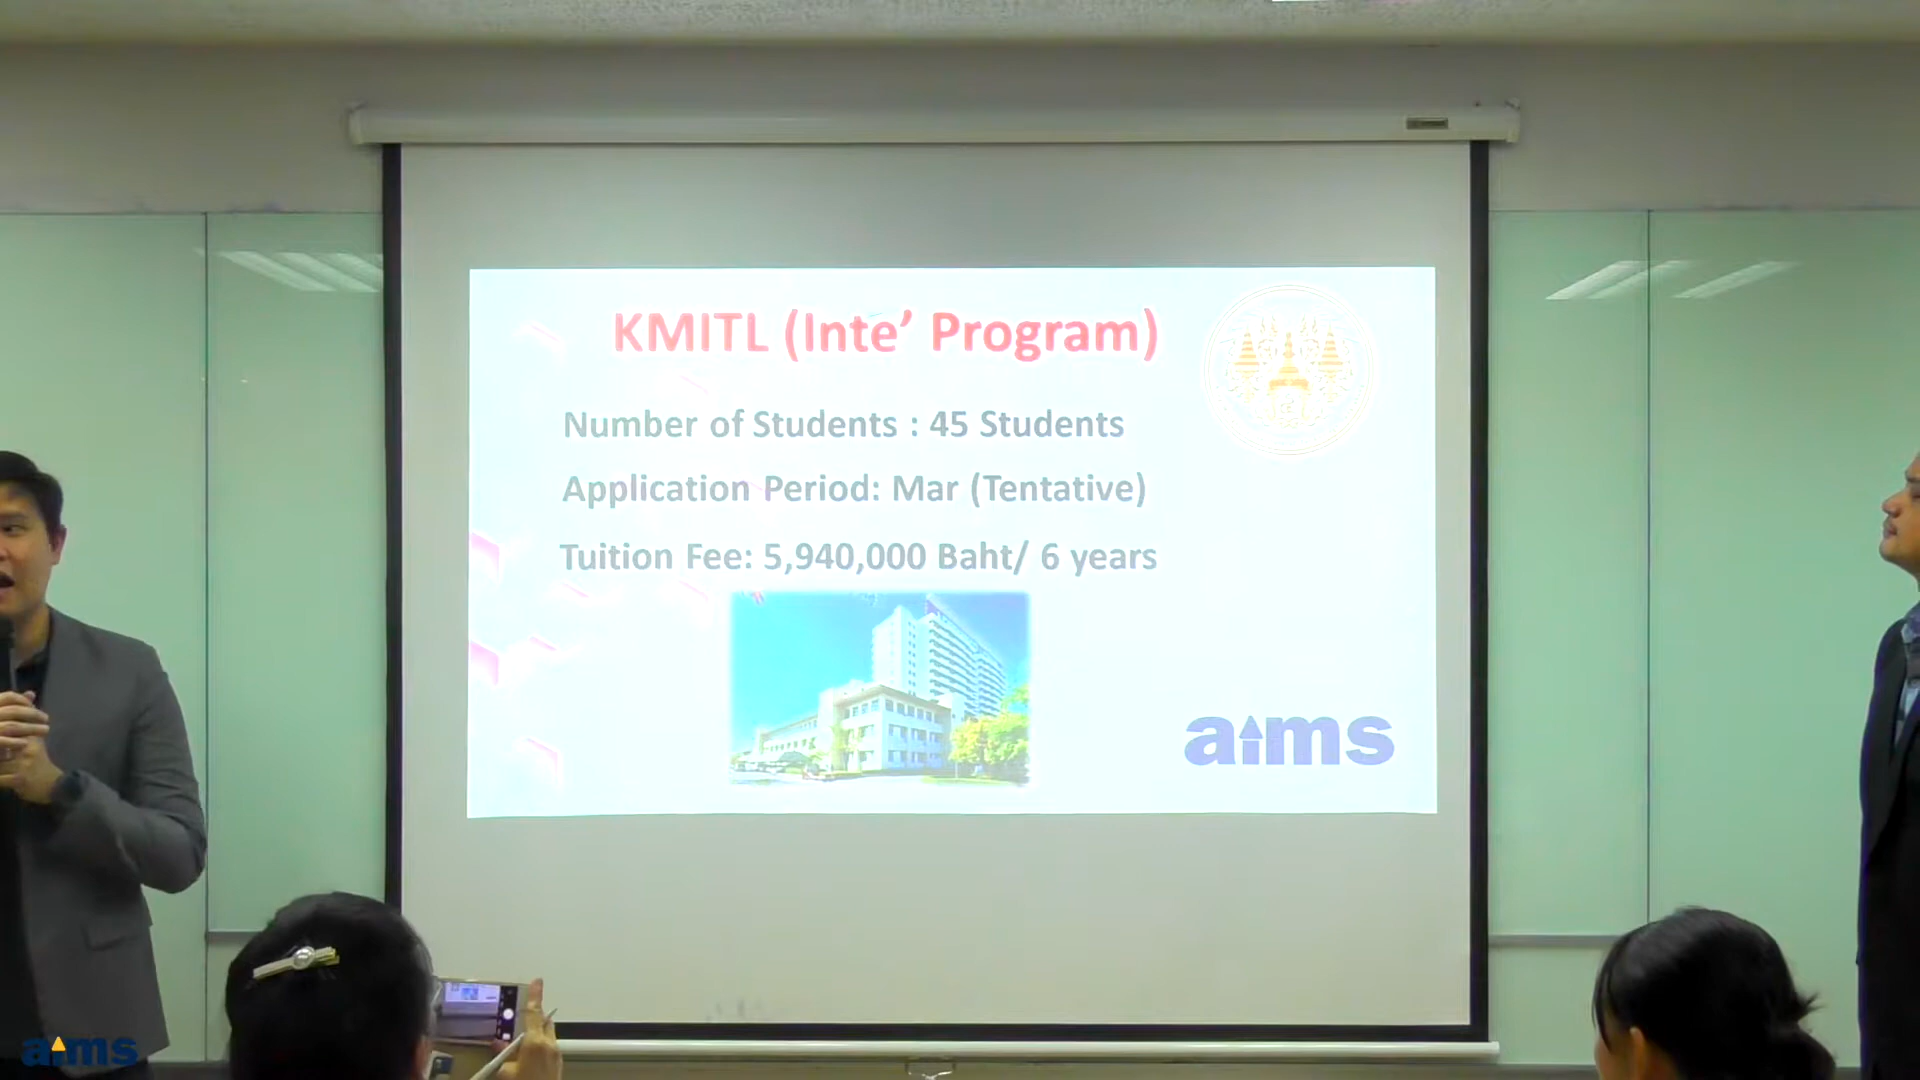 KMITL (Inte’ Program)
Number of Students : 45 Students
Application Period: Mar (Tentative)
Tuition Fee: 5,940,000 Baht/ 6 years
aims
aims